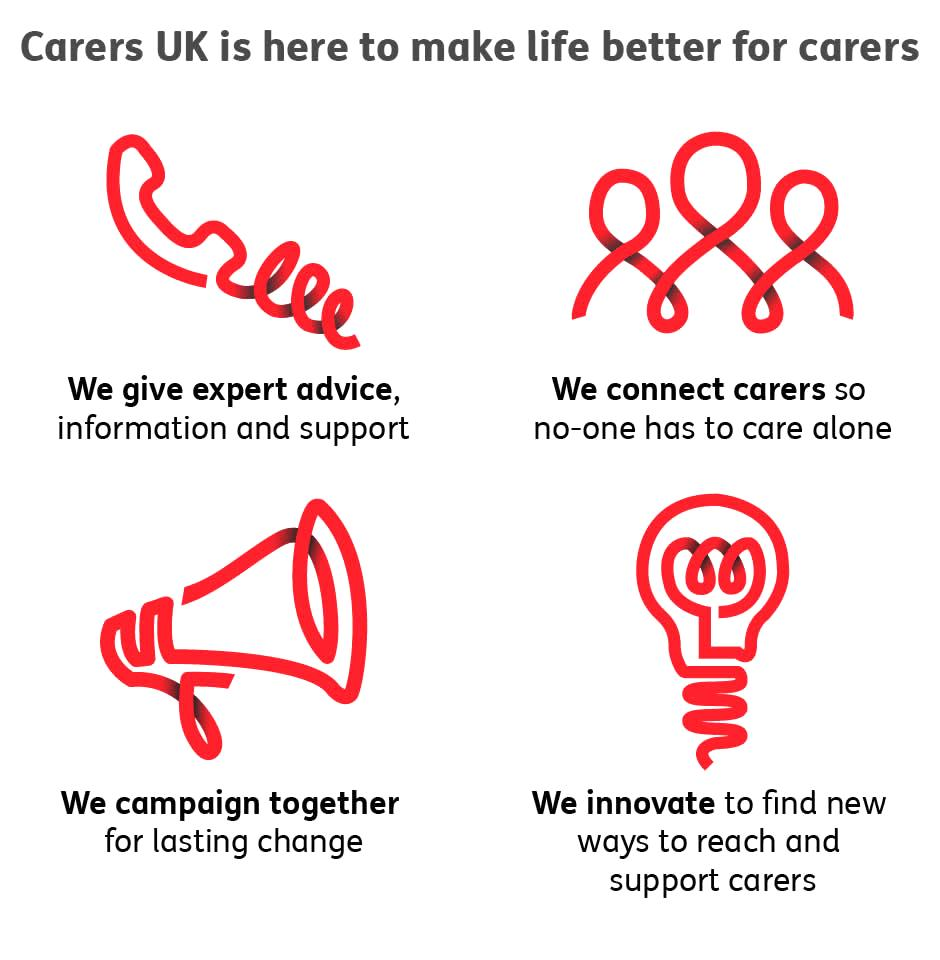 Carers UK is here to make life better for carers
We give expert advice,
information and support
We connect carers so
no-one has to care alone
We campaign together
for lasting change
We innovate to find new
ways to reach and
support carers